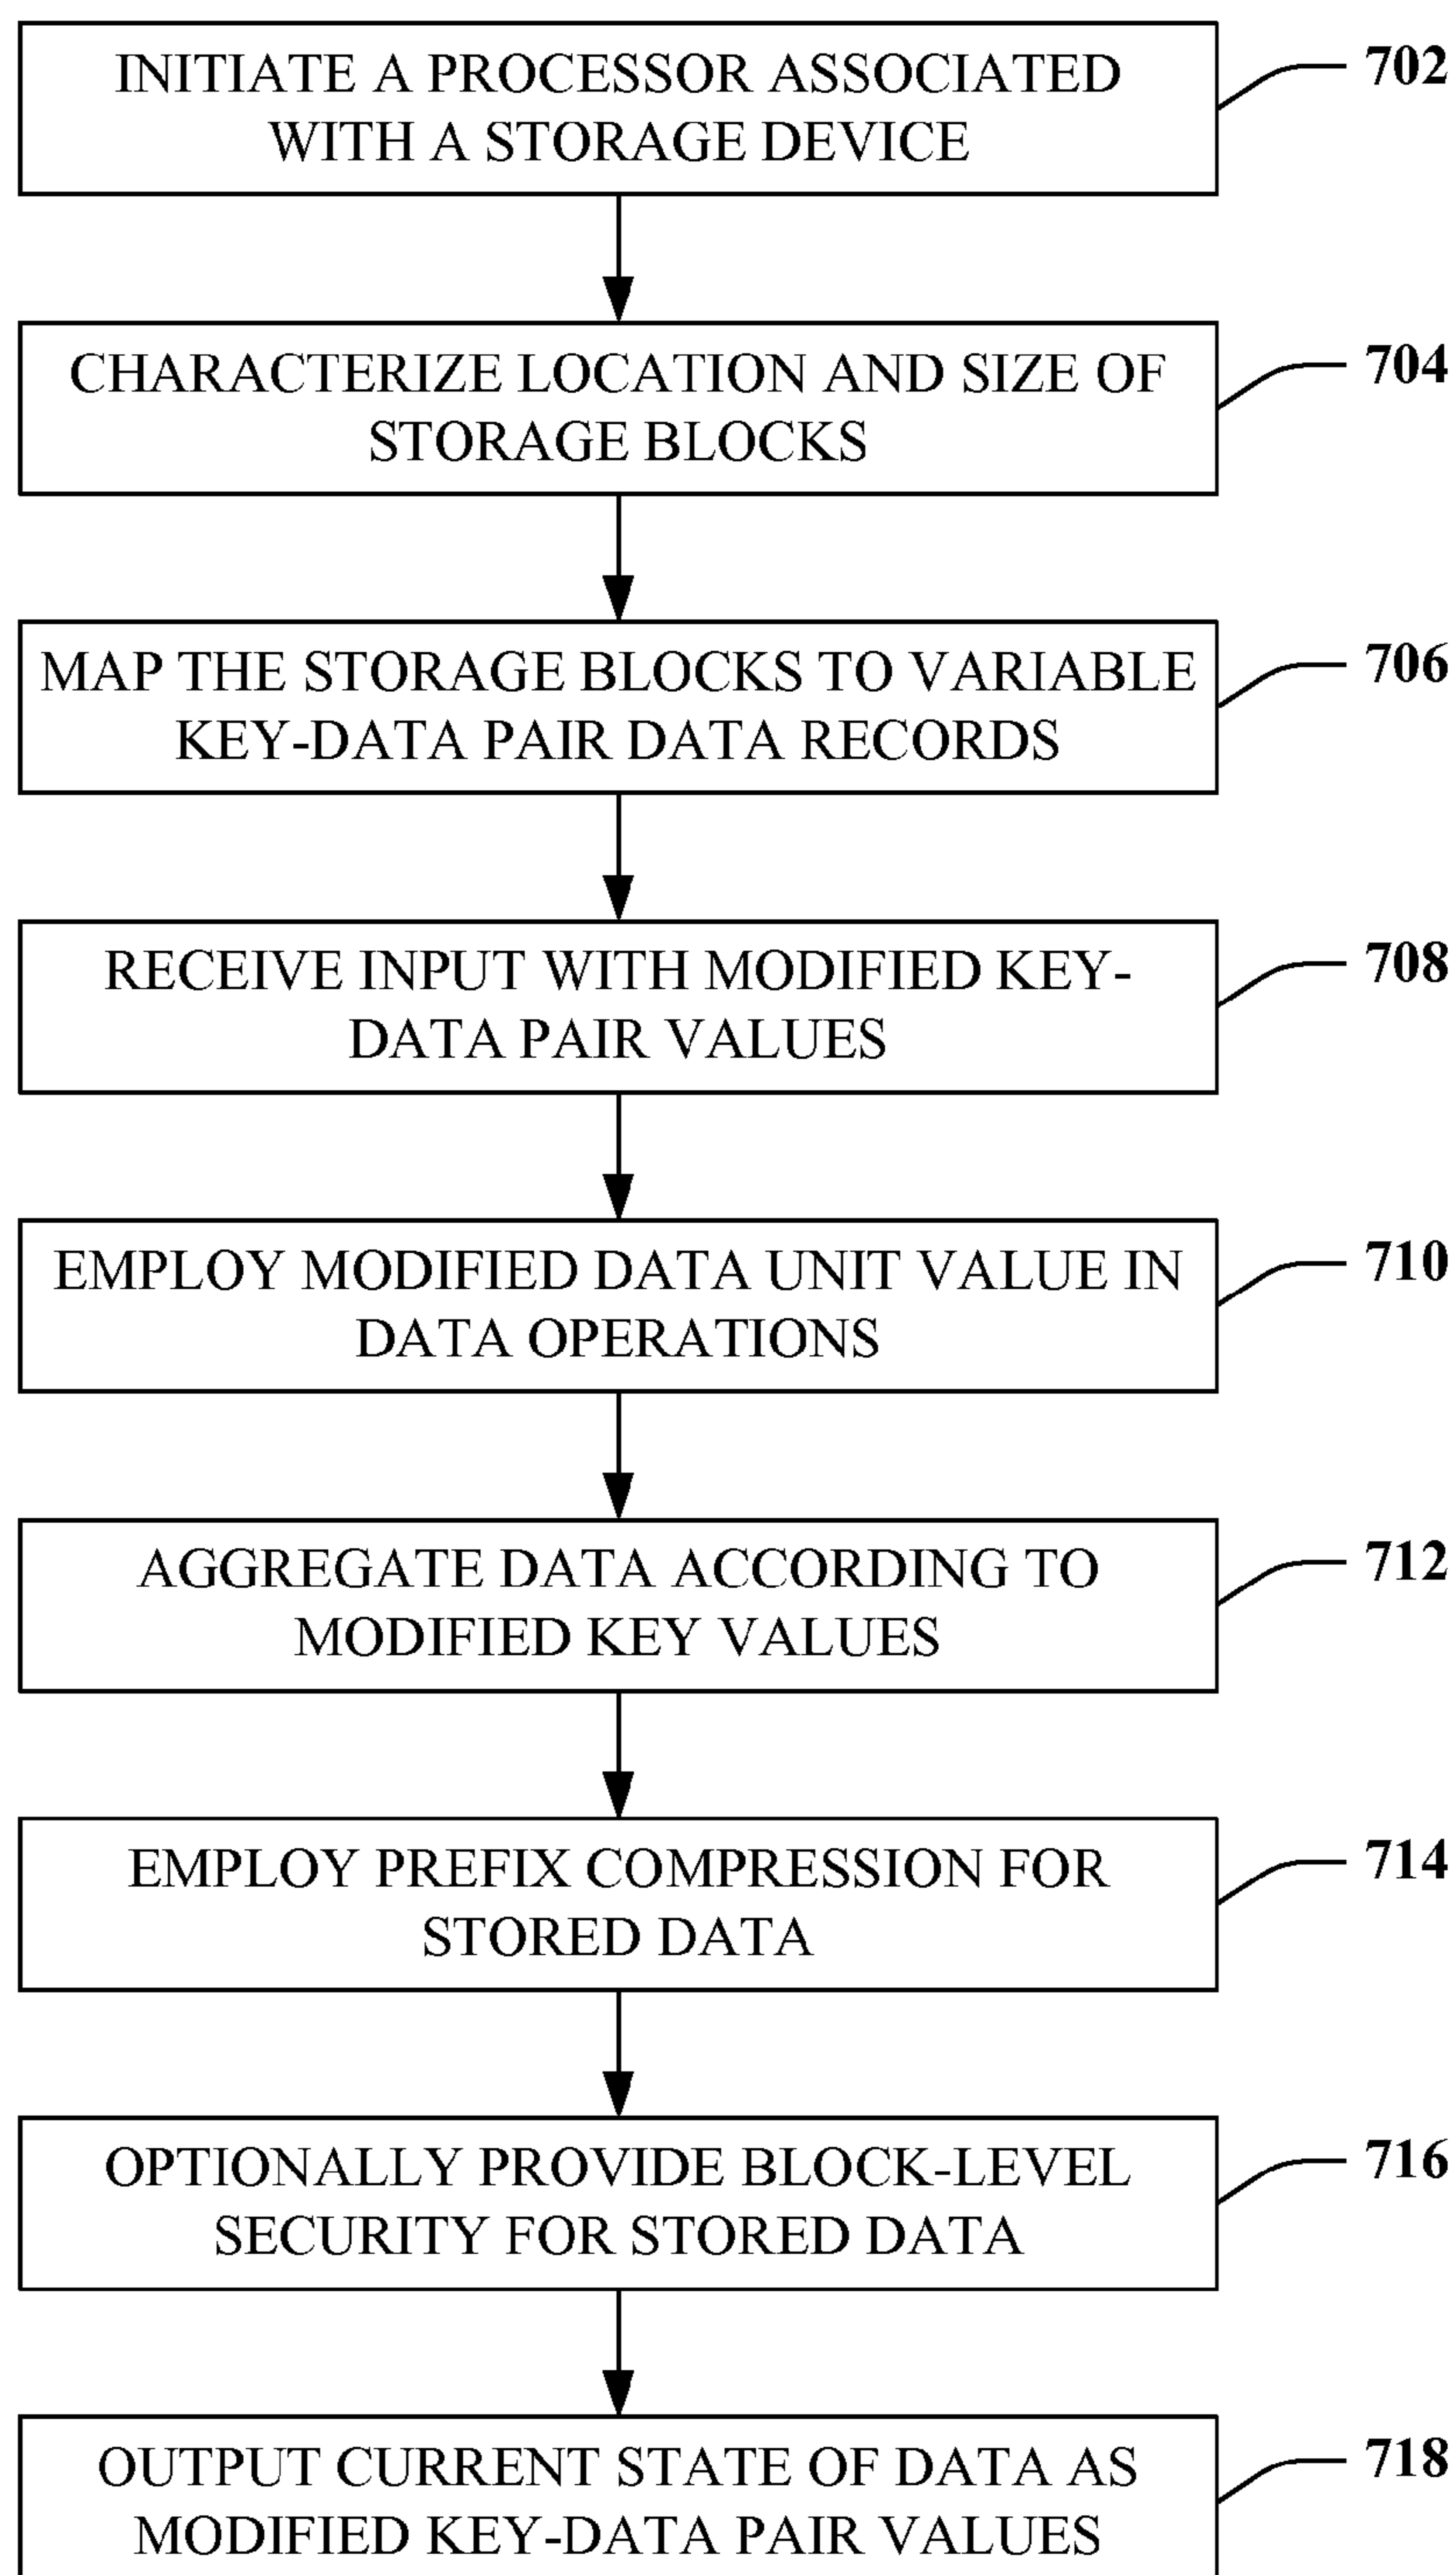 INITIATE A PROCESSOR ASSOCIATED
WITH A STORAGE DEVICE
702
CHARACTERIZE LOCATION AND SIZE OF
STORAGE BLOCKS
704
MAP THE STORAGE BLOCKS TO VARIABLE
KEY-DATA PAIR DATA RECORDS
706
RECEIVE INPUT WITH MODIFIED KEY-
DATA PAIR VALUES
708
EMPLOY MODIFIED DATA UNIT VALUE IN
DATA OPERATIONS
710
AGGREGATE DATA ACCORDING TO
MODIFIED KEY VALUES
712
EMPLOY PREFIX COMPRESSION FOR
STORED DATA
714
OPTIONALLY PROVIDE BLOCK-LEVEL
SECURITY FOR STORED DATA
716
OUTPUT CURRENT STATE OF DATA AS
MODIFIED KEY-DATA PAIR VALUES
718